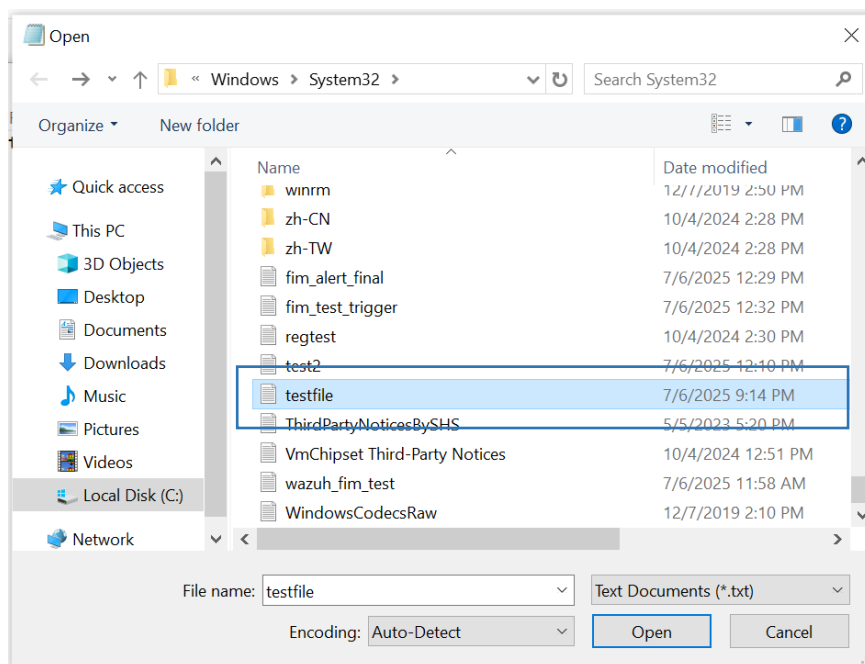 Open
« Windows > System32 >
Search System32
Organize
New folder
?
Name
Date modified
Quick access
This PC
3D Objects
Desktop
Documents
Downloads
Music
Pictures
Videos
Local Disk (C:)
Network
winrm 12/7/2019 2:50 PM
zh-CN 10/4/2024 2:28 PM
zh-TW 10/4/2024 2:28 PM
fim_alert_final 7/6/2025 12:29 PM
fim_test_trigger 7/6/2025 12:32 PM
regtest 10/4/2024 2:30 PM
test2 7/6/2025 12:10 PM
testfile 7/6/2025 9:14 PM
ThirdPartyNoticesBySHS 5/5/2023 5:20 PM
VmChipset Third-Party Notices 10/4/2024 12:51 PM
wazuh_fim_test 7/6/2025 11:58 AM
WindowsCodecsRaw 12/7/2019 2:10 PM
File name: testfile
Text Documents (*.txt)
Encoding: Auto-Detect
Open
Cancel